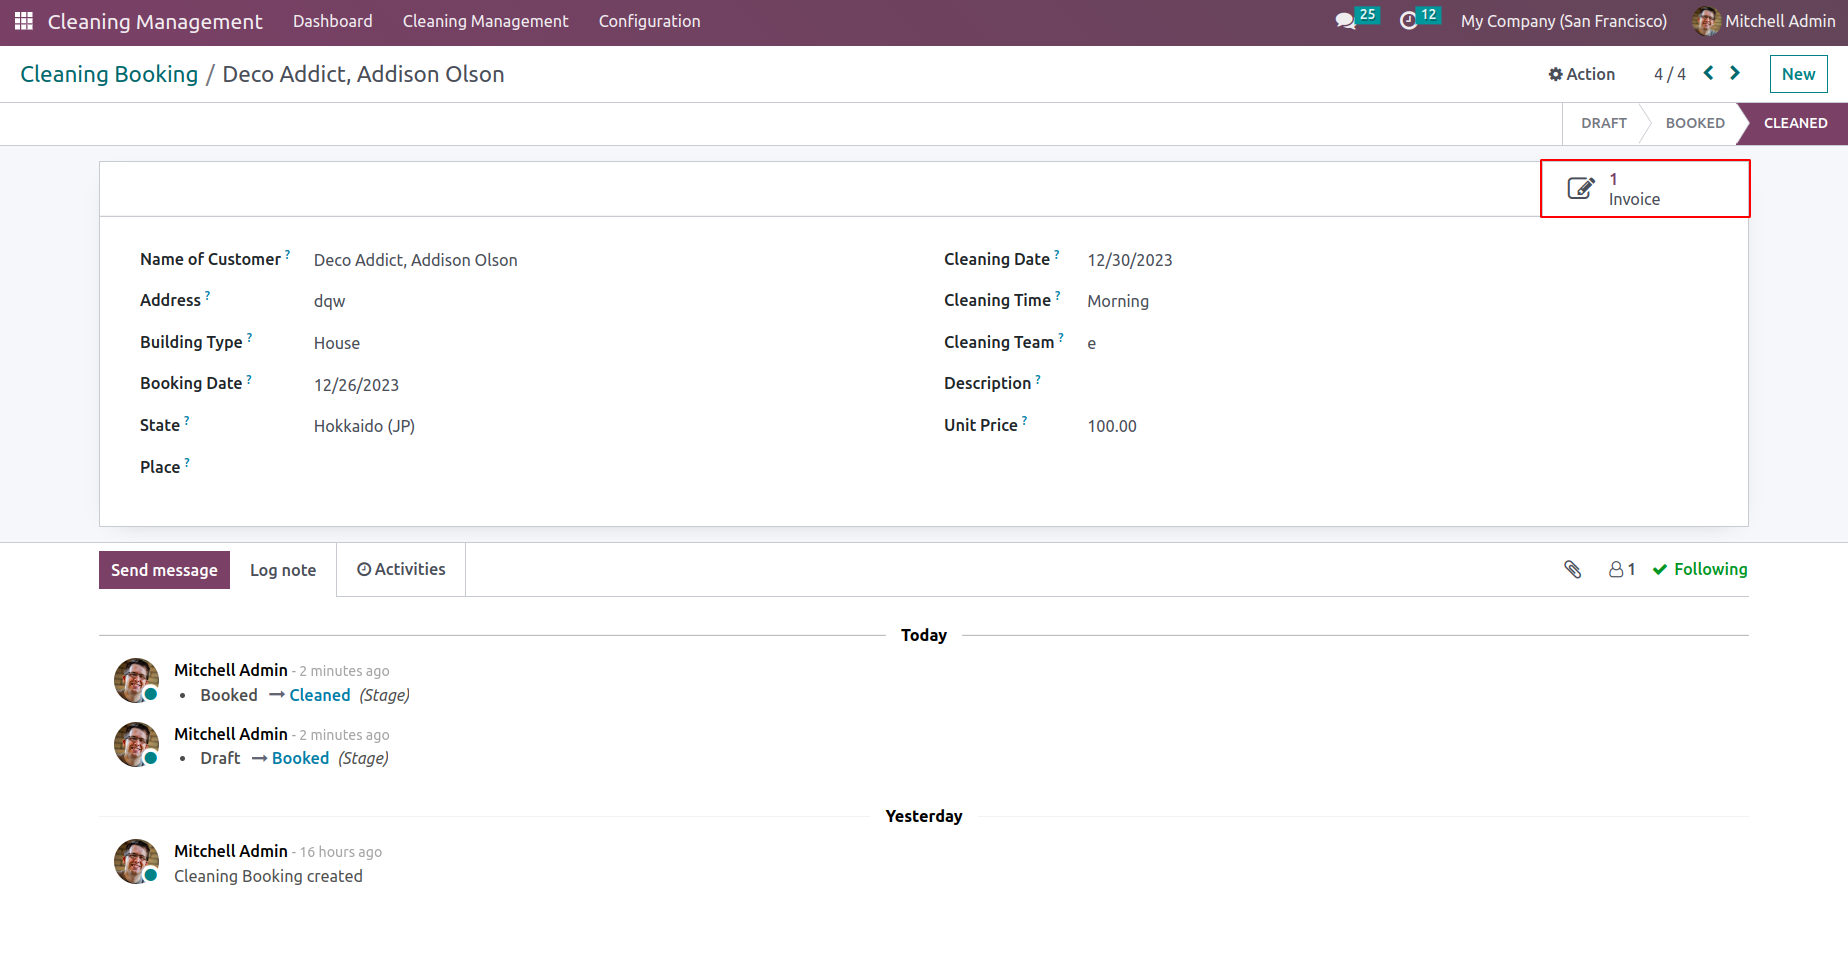 Cleaning Management Dashboard Cleaning Management Configuration 25 12 My Company (San Francisco) Mitchell Admin
Cleaning Booking / Deco Addict, Addison Olson Action 4 / 4 New
DRAFT BOOKED CLEANED
1
Invoice
Name of Customer ? Deco Addict, Addison Olson Cleaning Date ? 12/30/2023
Address ? dqw Cleaning Time ? Morning
Building Type ? House Cleaning Team ? e
Booking Date ? 12/26/2023 Description ?
State ? Hokkaido (JP) Unit Price ? 100.00
Place ?
Send message Log note Activities 1 Following
Today
Mitchell Admin - 2 minutes ago
• Booked → Cleaned (Stage)
Mitchell Admin - 2 minutes ago
• Draft → Booked (Stage)
Yesterday
Mitchell Admin - 16 hours ago
Cleaning Booking created